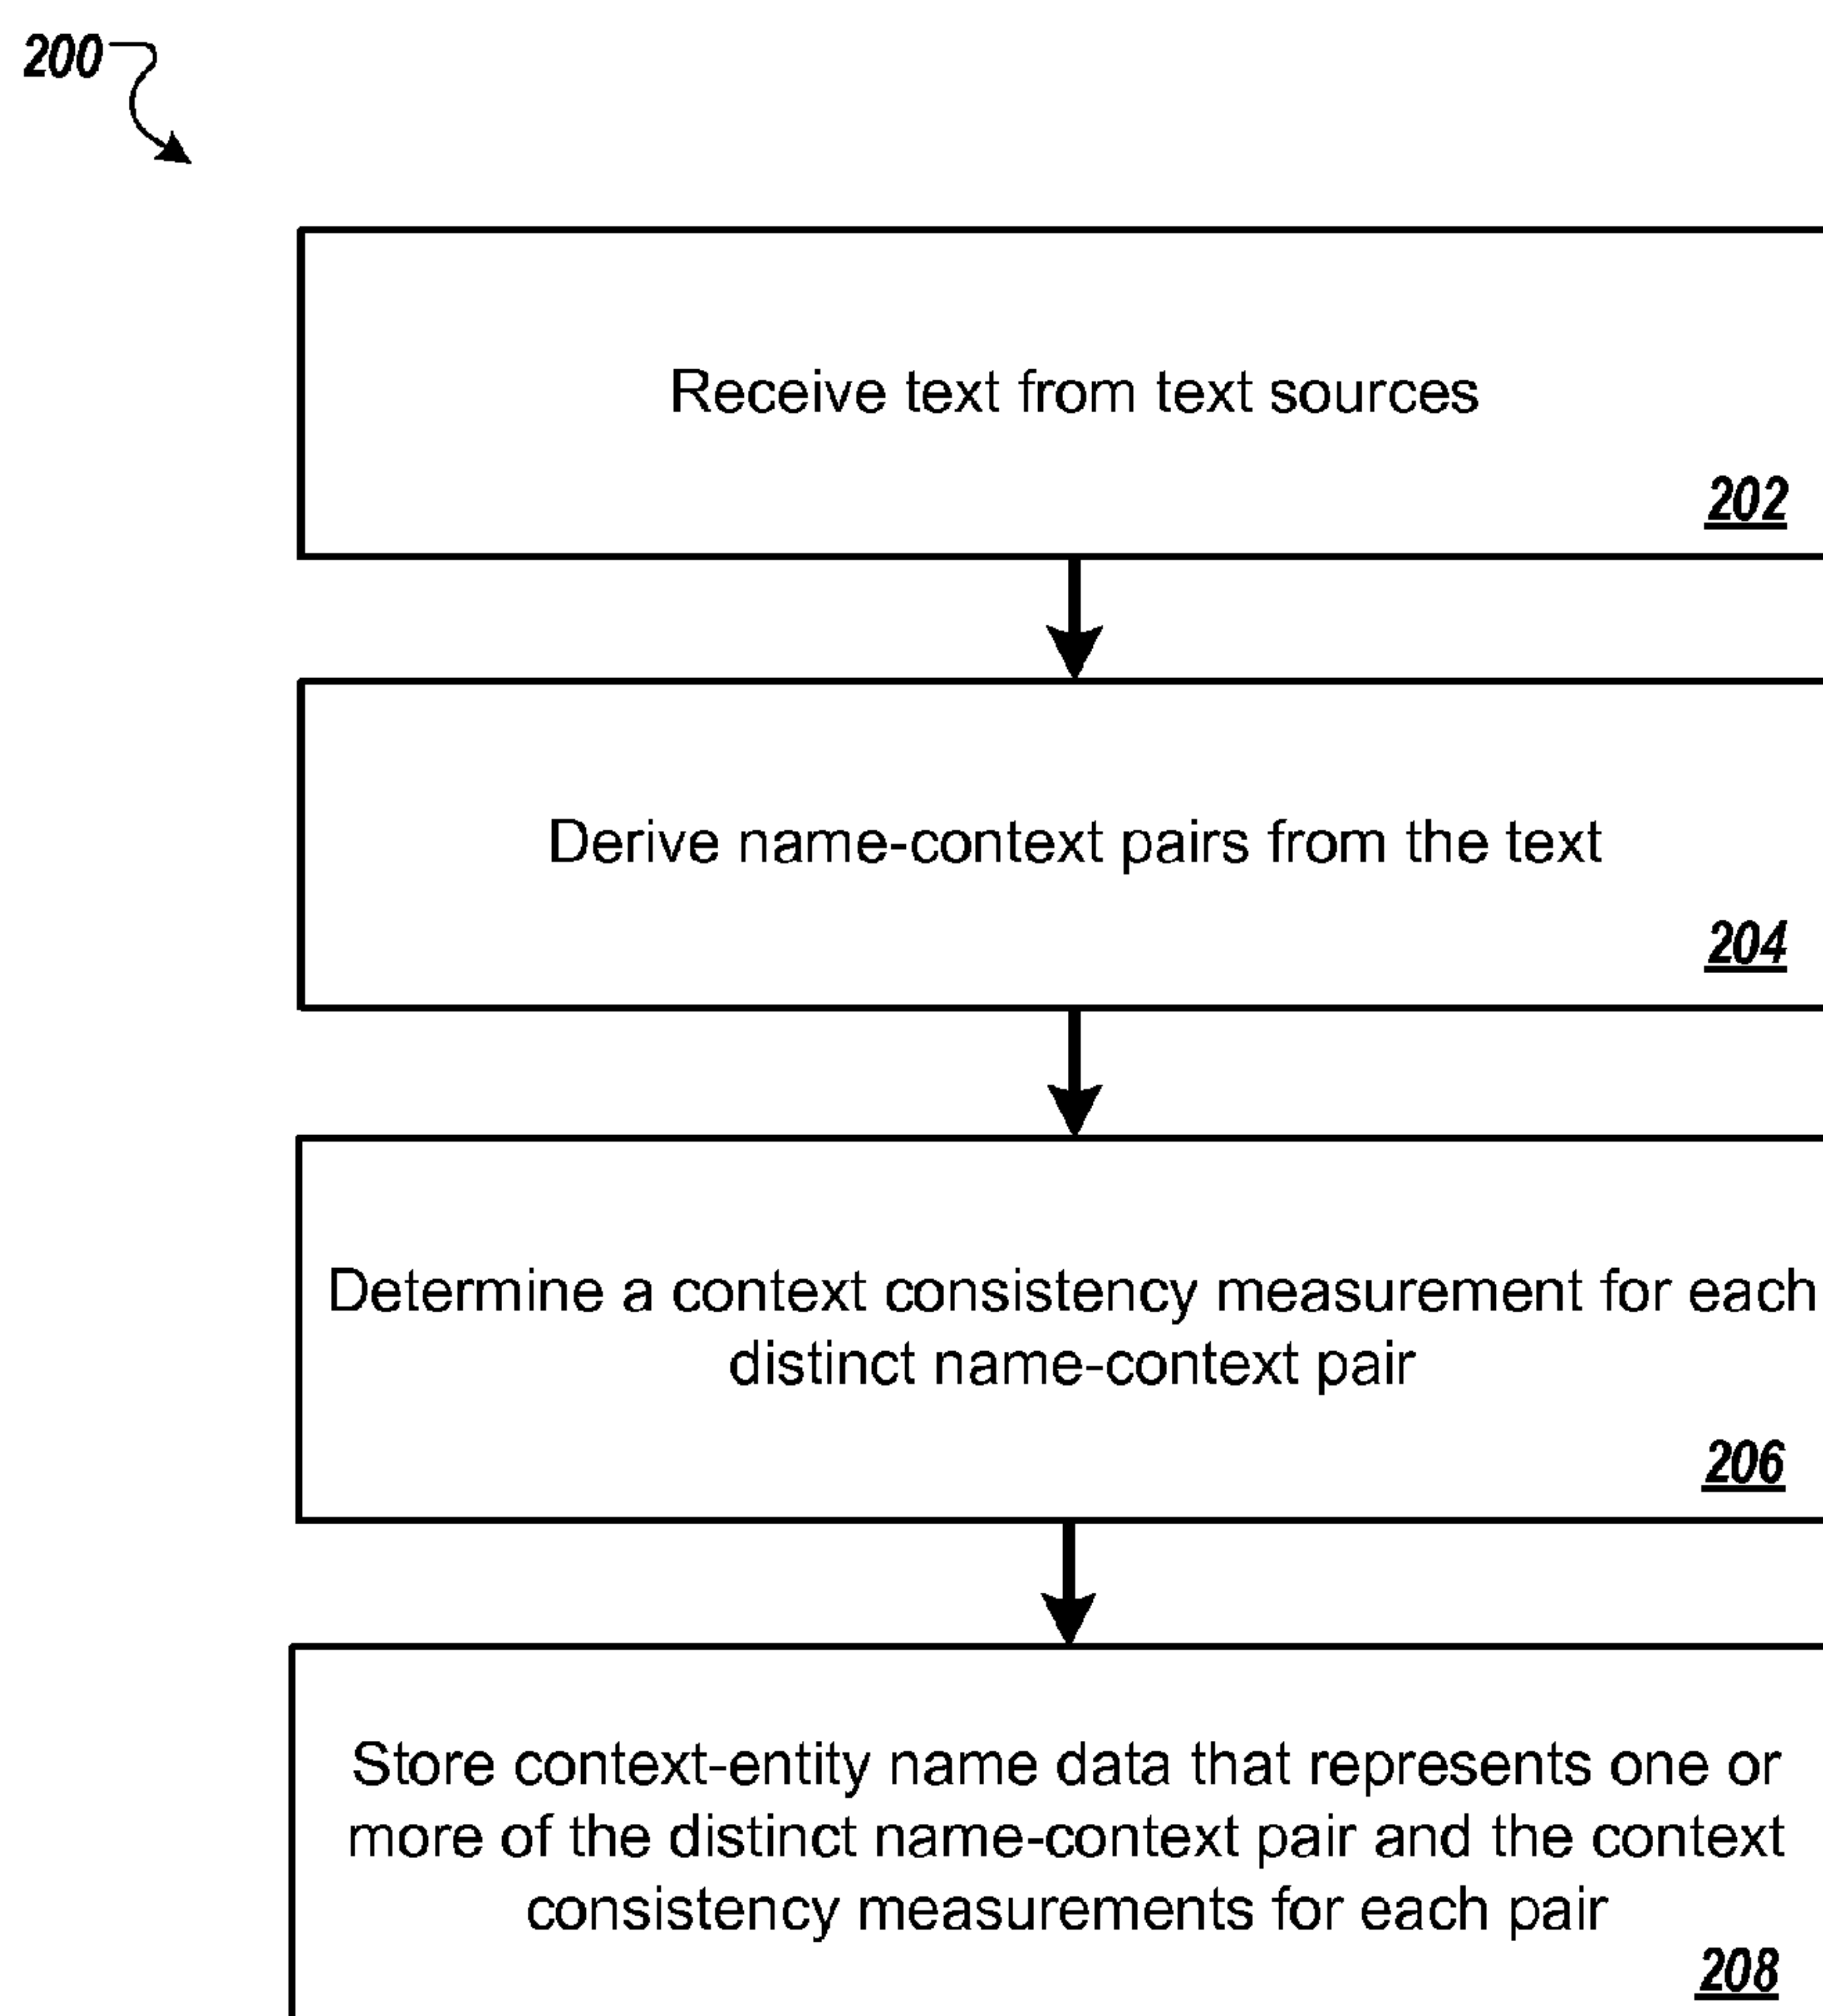 200
Receive text from text sources
202
Derive name-context pairs from the text
204
Determine a context consistency measurement for each
distinct name-context pair
206
Store context-entity name data that represents one or
more of the distinct name-context pair and the context
consistency measurements for each pair
208